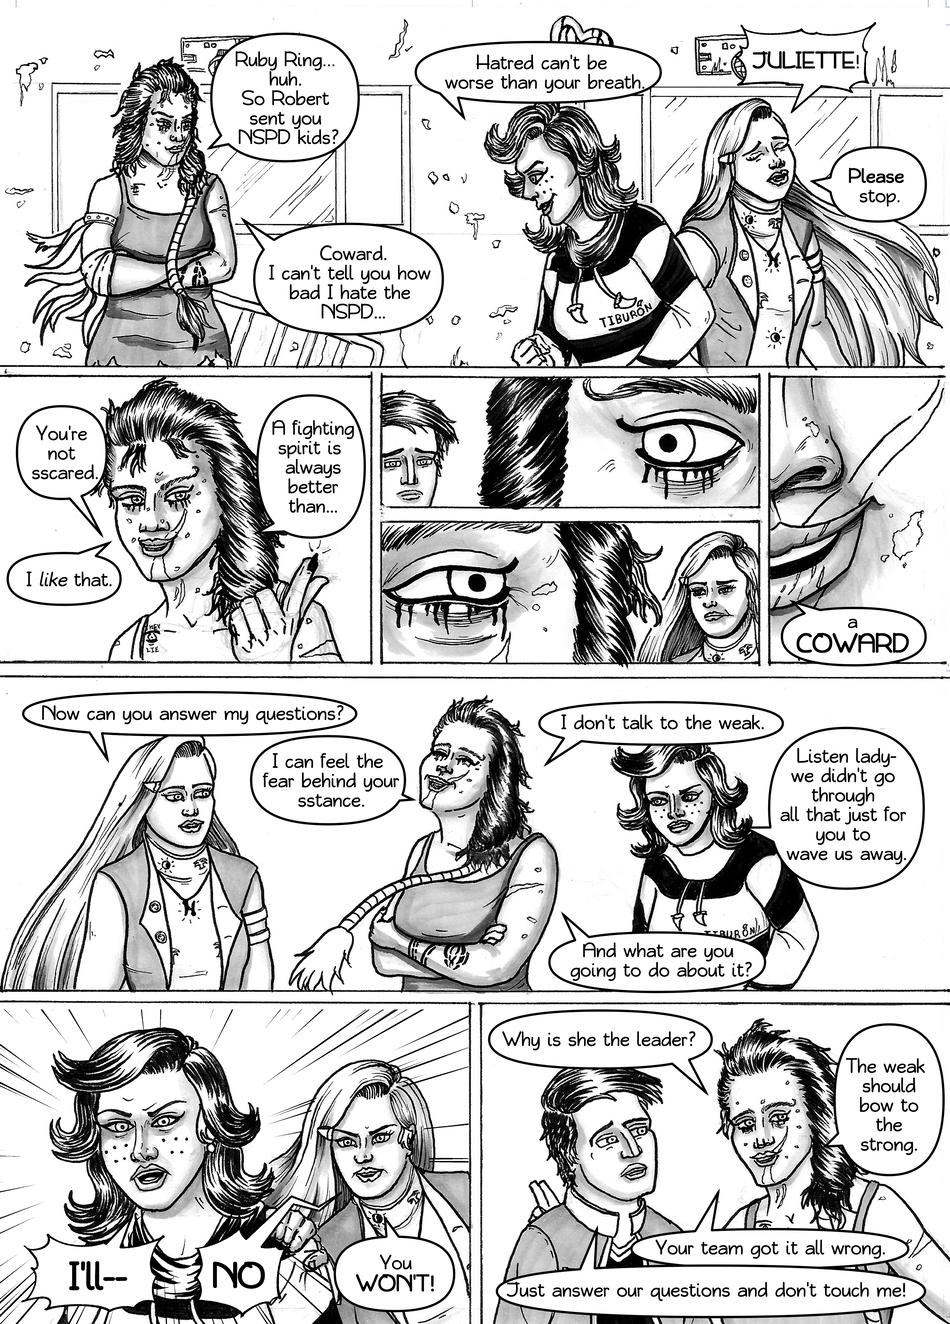 Ruby Ring...
huh.
So Robert
sent you
NSPD kids?
Coward.
I can't tell you how
bad I hate the
NSPD...
Hatred can't be
worse than your breath.
JULIETTE!
Please
stop.
TIBURÓN
You're
not
sscared.
I like that.
A fighting
spirit is
always
better
than...
HEY
LIE
a
COWARD
Now can you answer my questions?
I can feel the
fear behind your
sstance.
I don't talk to the weak.
Listen lady-
we didn't go
through
all that just for
you to
wave us away.
TIBURÓN
And what are you
going to do about it?
I'll--
NO
You
WON'T!
Why is she the leader?
The weak
should
bow to
the
strong.
Your team got it all wrong.
Just answer our questions and don't touch me!